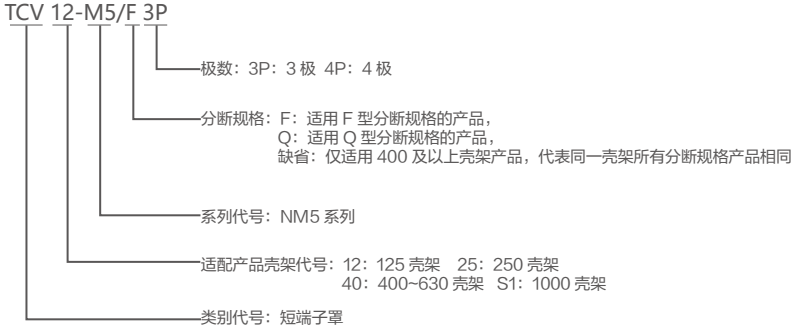 TCV 12-M5/F 3P
极数：3P：3 极 4P：4 极
分断规格：F：适用 F 型分断规格的产品，
Q：适用 Q 型分断规格的产品，
缺省：仅适用 400 及以上壳架产品，代表同一壳架所有分断规格产品相同
系列代号：NM5 系列
适配产品壳架代号：12：125 壳架 25：250 壳架
40：400~630 壳架 S1：1000 壳架
类别代号：短端子罩